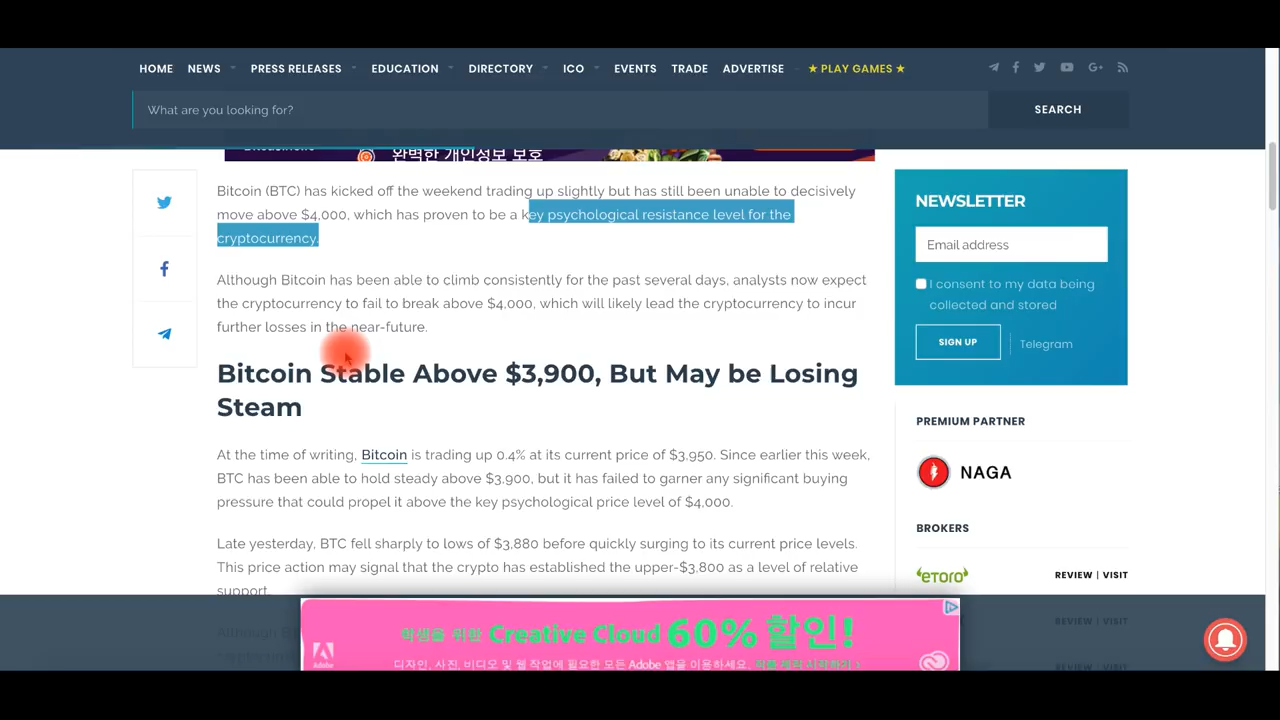 HOME NEWS PRESS RELEASES EDUCATION DIRECTORY ICO EVENTS TRADE ADVERTISE ★ PLAY GAMES ★
What are you looking for?
SEARCH
완벽한 개인정보 보호
Bitcoin (BTC) has kicked off the weekend trading up slightly but has still been unable to decisively
move above $4,000, which has proven to be a key psychological resistance level for the
cryptocurrency.
Although Bitcoin has been able to climb consistently for the past several days, analysts now expect
the cryptocurrency to fail to break above $4,000, which will likely lead the cryptocurrency to incur
further losses in the near-future.
Bitcoin Stable Above $3,900, But May be Losing
Steam
At the time of writing, Bitcoin is trading up 0.4% at its current price of $3,950. Since earlier this week,
BTC has been able to hold steady above $3,900, but it has failed to garner any significant buying
pressure that could propel it above the key psychological price level of $4,000.
Late yesterday, BTC fell sharply to lows of $3,880 before quickly surging to its current price levels.
This price action may signal that the crypto has established the upper-$3,800 as a level of relative
support.
Although Bi
NEWSLETTER
Email address
I consent to my data being
collected and stored
SIGN UP
Telegram
PREMIUM PARTNER
NAGA
BROKERS
eToro
REVIEW | VISIT
REVIEW | VISIT
REVIEW | VISIT
학생을 위한 Creative Cloud 60% 할인!
Adobe
디자인, 사진, 비디오 및 웹 작업에 필요한 모든 Adobe 앱을 이용하세요.